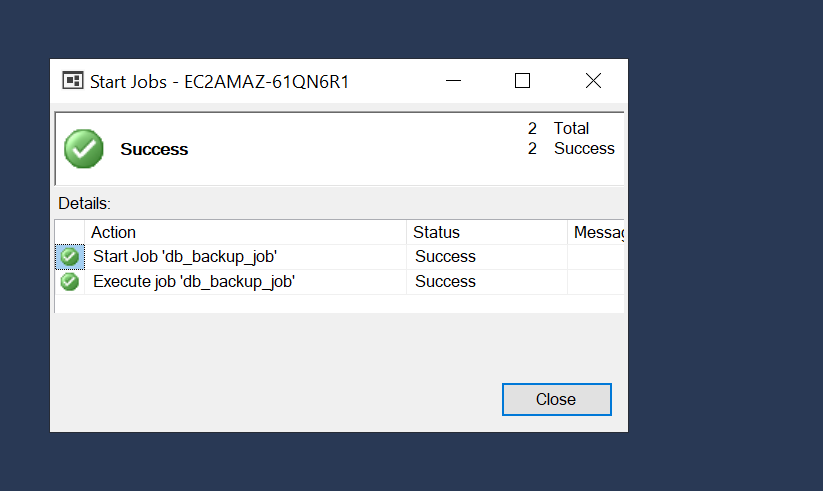 Start Jobs - EC2AMAZ-61QN6R1
Success
2 Total
2 Success
Details:
Action Status Messag
Start Job 'db_backup_job' Success
Execute job 'db_backup_job' Success
Close